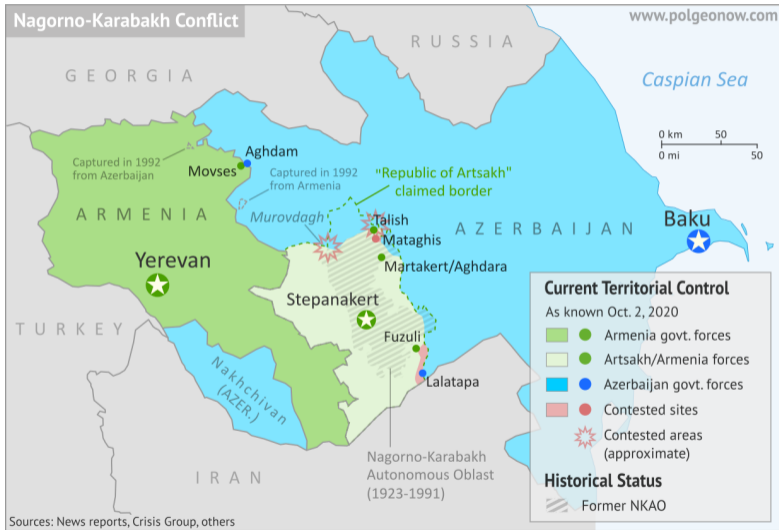 Nagorno-Karabakh Conflict
www.polgeonow.com
RUSSIA
GEORGIA
Caspian Sea
0 km 50
0 mi 50
Captured in 1992
from Azerbaijan
Aghdam
Movses
Captured in 1992
from Armenia
"Republic of Artsakh"
claimed border
ARMENIA
Murovdagh
Talish
AZERBAIJAN
Baku
Mataghis
Yerevan
Martakert/Aghdara
Stepanakert
TURKEY
Fuzuli
Nakhchivan
(AZER.)
Lalatapa
IRAN
Nagorno-Karabakh
Autonomous Oblast
(1923-1991)
Current Territorial Control
As known Oct. 2, 2020
Armenia govt. forces
Artsakh/Armenia forces
Azerbaijan govt. forces
Contested sites
Contested areas
(approximate)
Historical Status
Former NKAO
Sources: News reports, Crisis Group, others